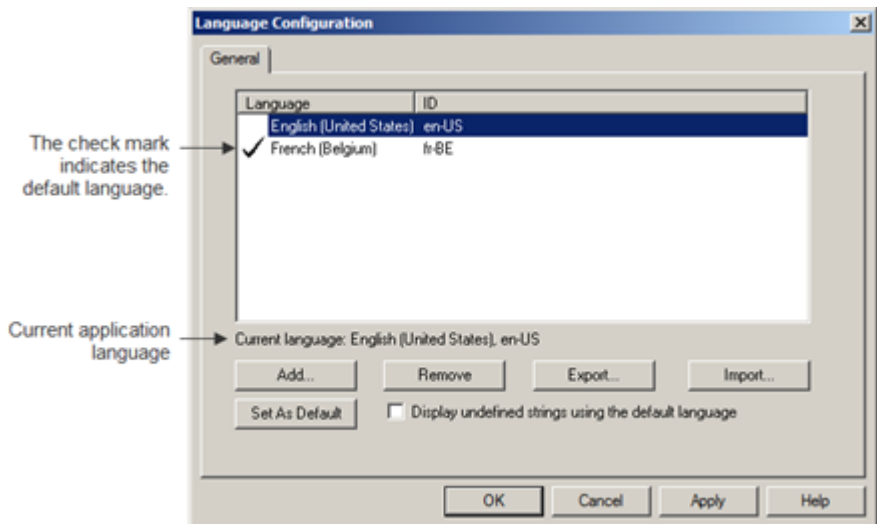 Language Configuration
General
Language ID
English (United States) en-US
French (Belgium) fr-BE
The check mark
indicates the
default language.
Current application
language
Current language: English (United States), en-US
Add... Remove Export... Import...
Set As Default Display undefined strings using the default language
OK Cancel Apply Help